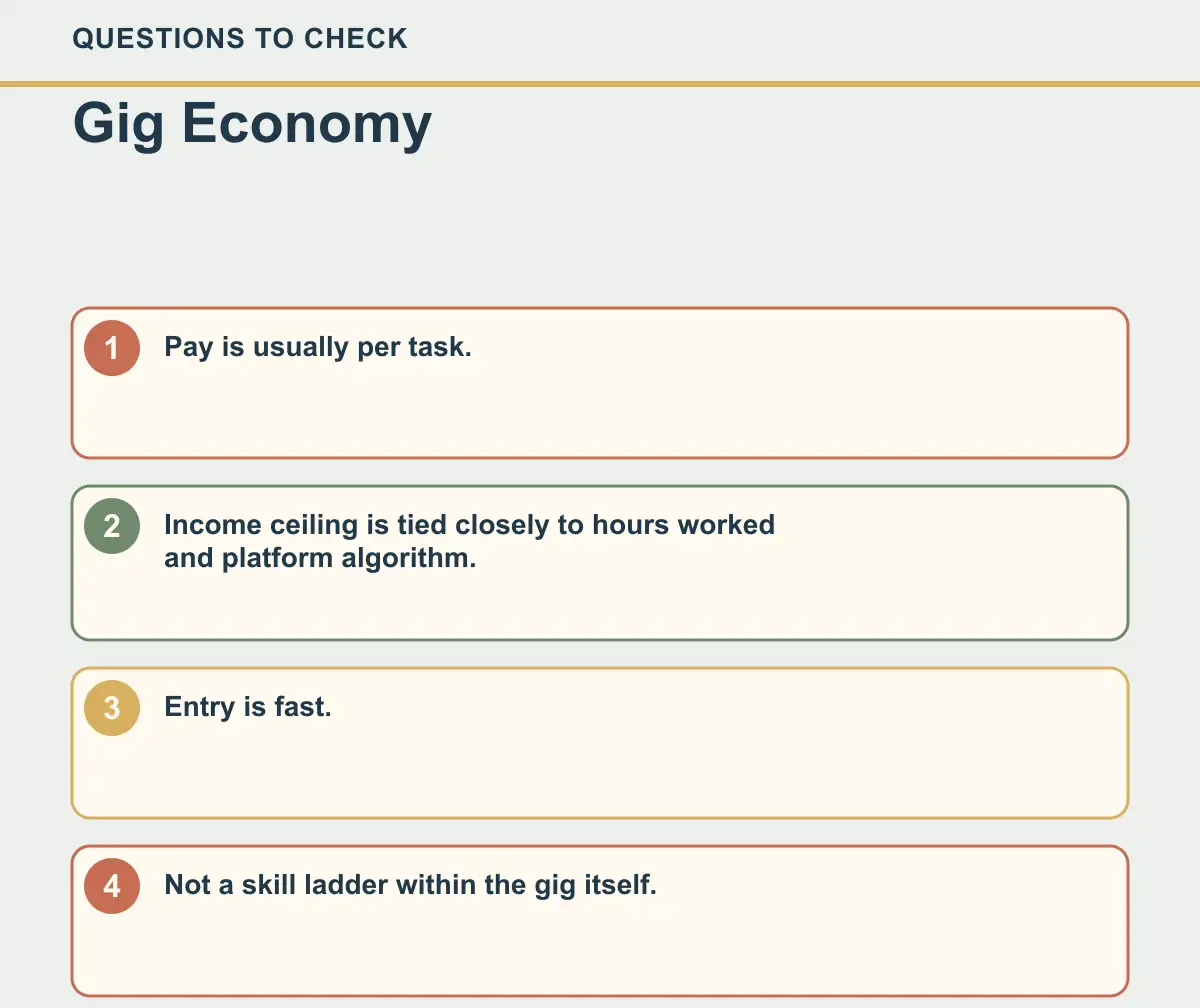 QUESTIONS TO CHECK
Gig Economy
1
Pay is usually per task.
2
Income ceiling is tied closely to hours worked
and platform algorithm.
3
Entry is fast.
4
Not a skill ladder within the gig itself.